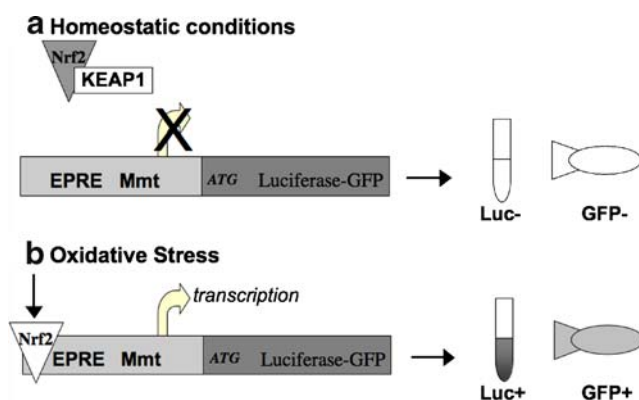 a Homeostatic conditions
Nrf2
KEAP1
X
EPRE Mmt ATG Luciferase-GFP
Luc- GFP-
b Oxidative Stress
transcription
Nrf2
EPRE Mmt ATG Luciferase-GFP
Luc+ GFP+